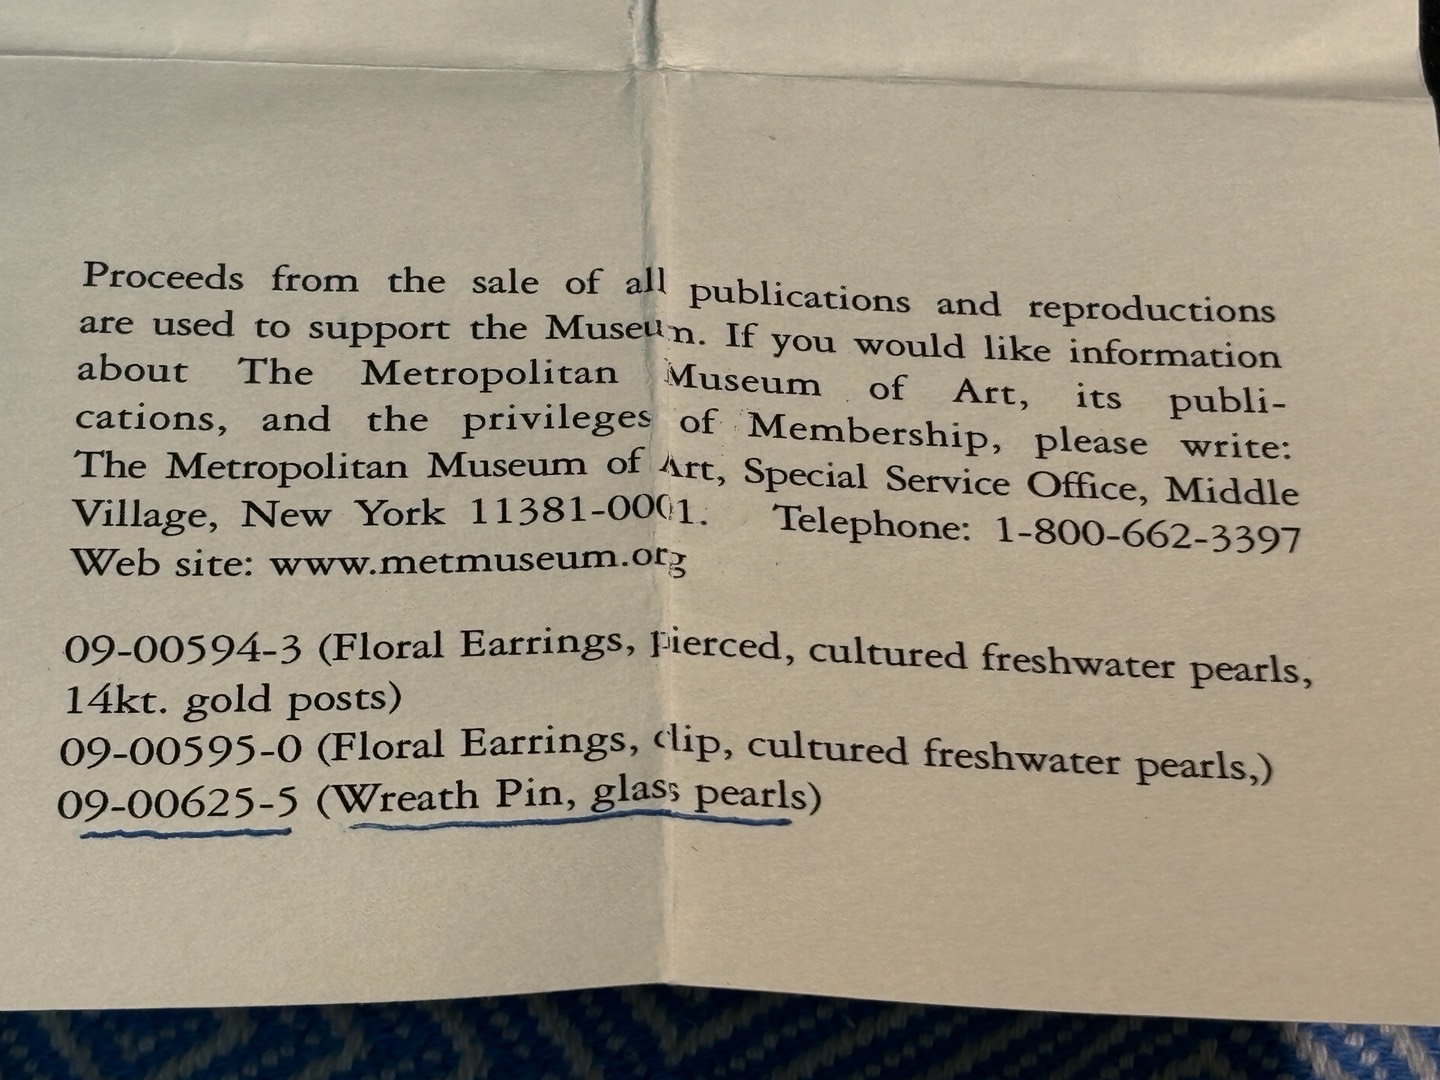 Proceeds from the sale of all publications and reproductions
are used to support the Museum. If you would like information
about The Metropolitan Museum of Art, its publi-
cations, and the privileges of Membership, please write:
The Metropolitan Museum of Art, Special Service Office, Middle
Village, New York 11381-0001. Telephone: 1-800-662-3397
Web site: www.metmuseum.org
09-00594-3 (Floral Earrings, pierced, cultured freshwater pearls,
14kt. gold posts)
09-00595-0 (Floral Earrings, clip, cultured freshwater pearls,)
09-00625-5 (Wreath Pin, glass pearls)